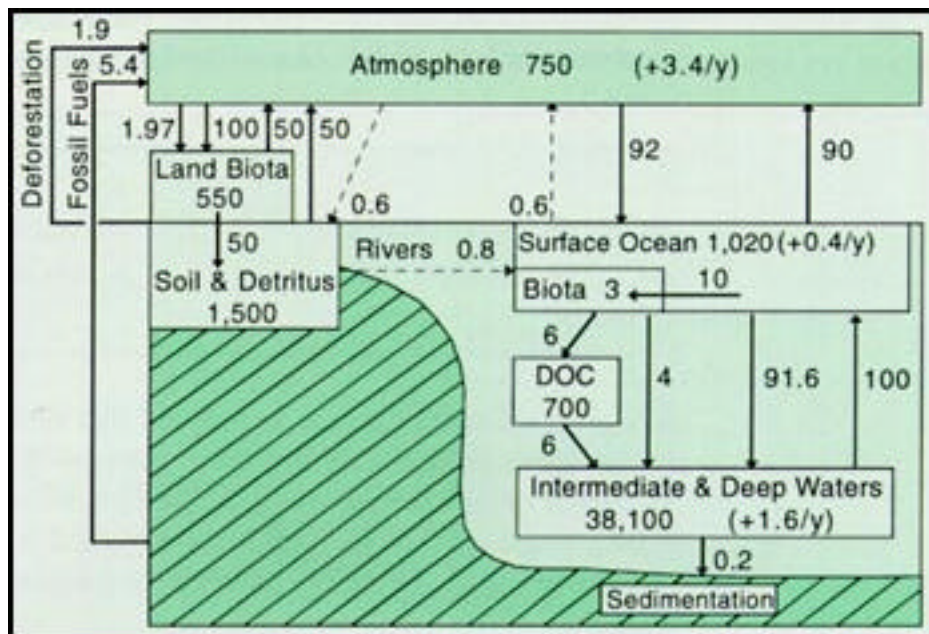 1.9
5.4
Deforestation
Fossil Fuels
Atmosphere 750 (+3.4/y)
1.97
100
50
50
92
90
Land Biota
550
0.6
0.6
50
Rivers 0.8
Surface Ocean 1,020 (+0.4/y)
Soil & Detritus
1,500
Biota 3
10
6
DOC
700
4
91.6
100
6
Intermediate & Deep Waters
38,100 (+1.6/y)
0.2
Sedimentation